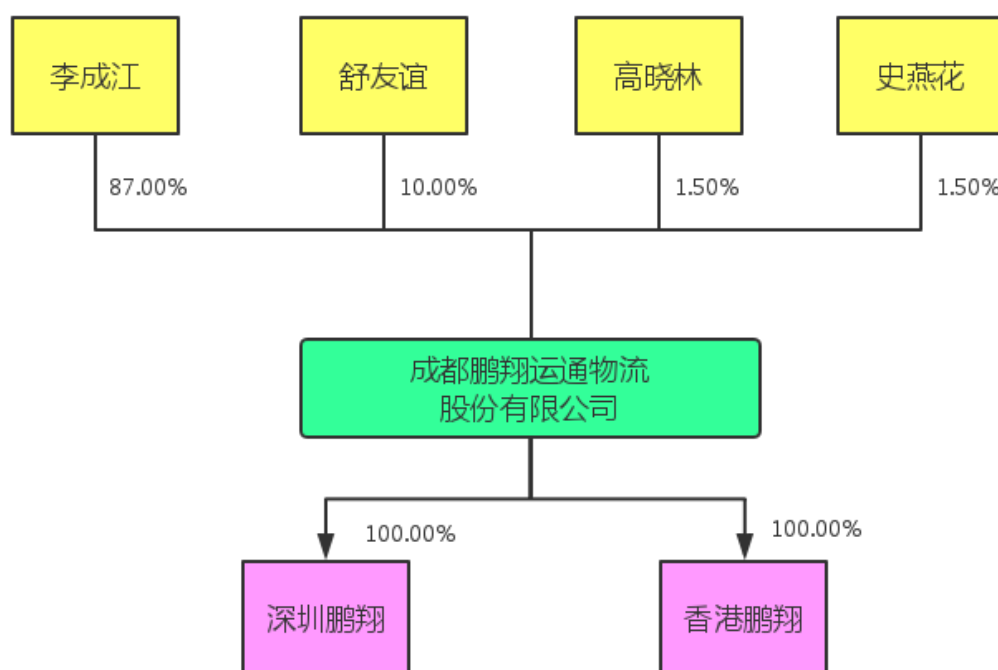 李成江
舒友谊
高晓林
史燕花
87.00%
10.00%
1.50%
1.50%
成都鹏翔运通物流
股份有限公司
100.00%
100.00%
深圳鹏翔
香港鹏翔